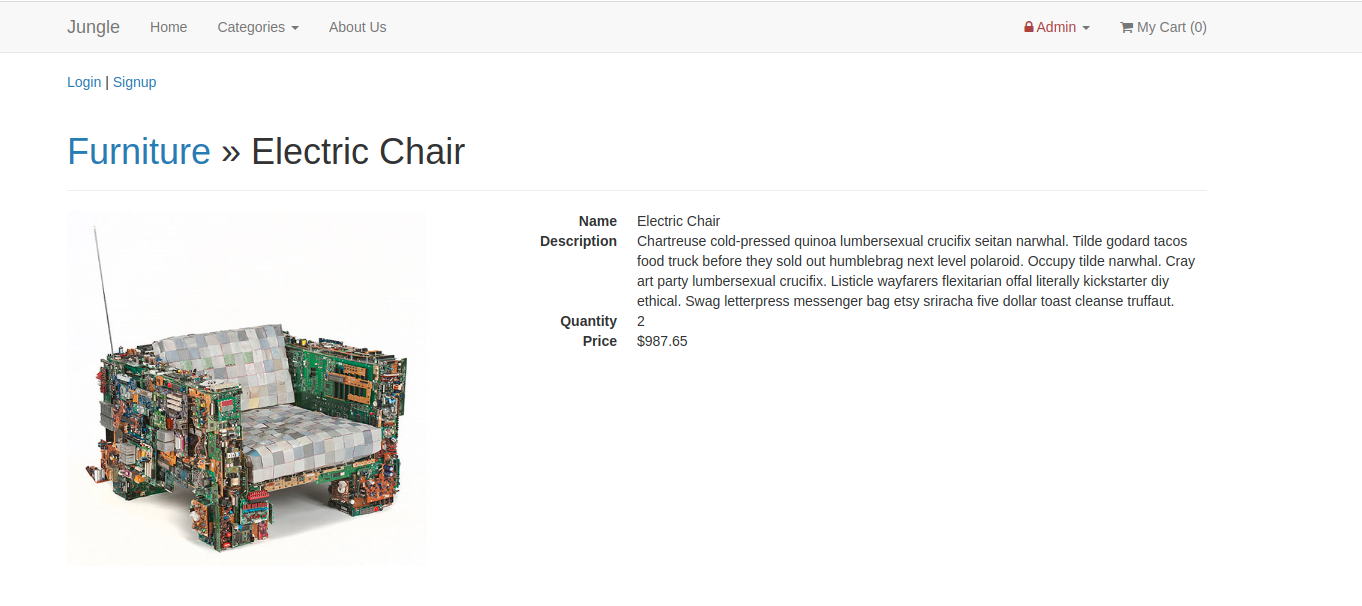 Jungle Home Categories About Us Admin My Cart (0)
Login | Signup
Furniture » Electric Chair
Name Electric Chair
Description Chartreuse cold-pressed quinoa lumbersexual crucifix seitan narwhal. Tilde godard tacos
food truck before they sold out humblebrag next level polaroid. Occupy tilde narwhal. Cray
art party lumbersexual crucifix. Listicle wayfarers flexitarian offal literally kickstarter diy
ethical. Swag letterpress messenger bag etsy sriracha five dollar toast cleanse truffaut.
Quantity 2
Price $987.65